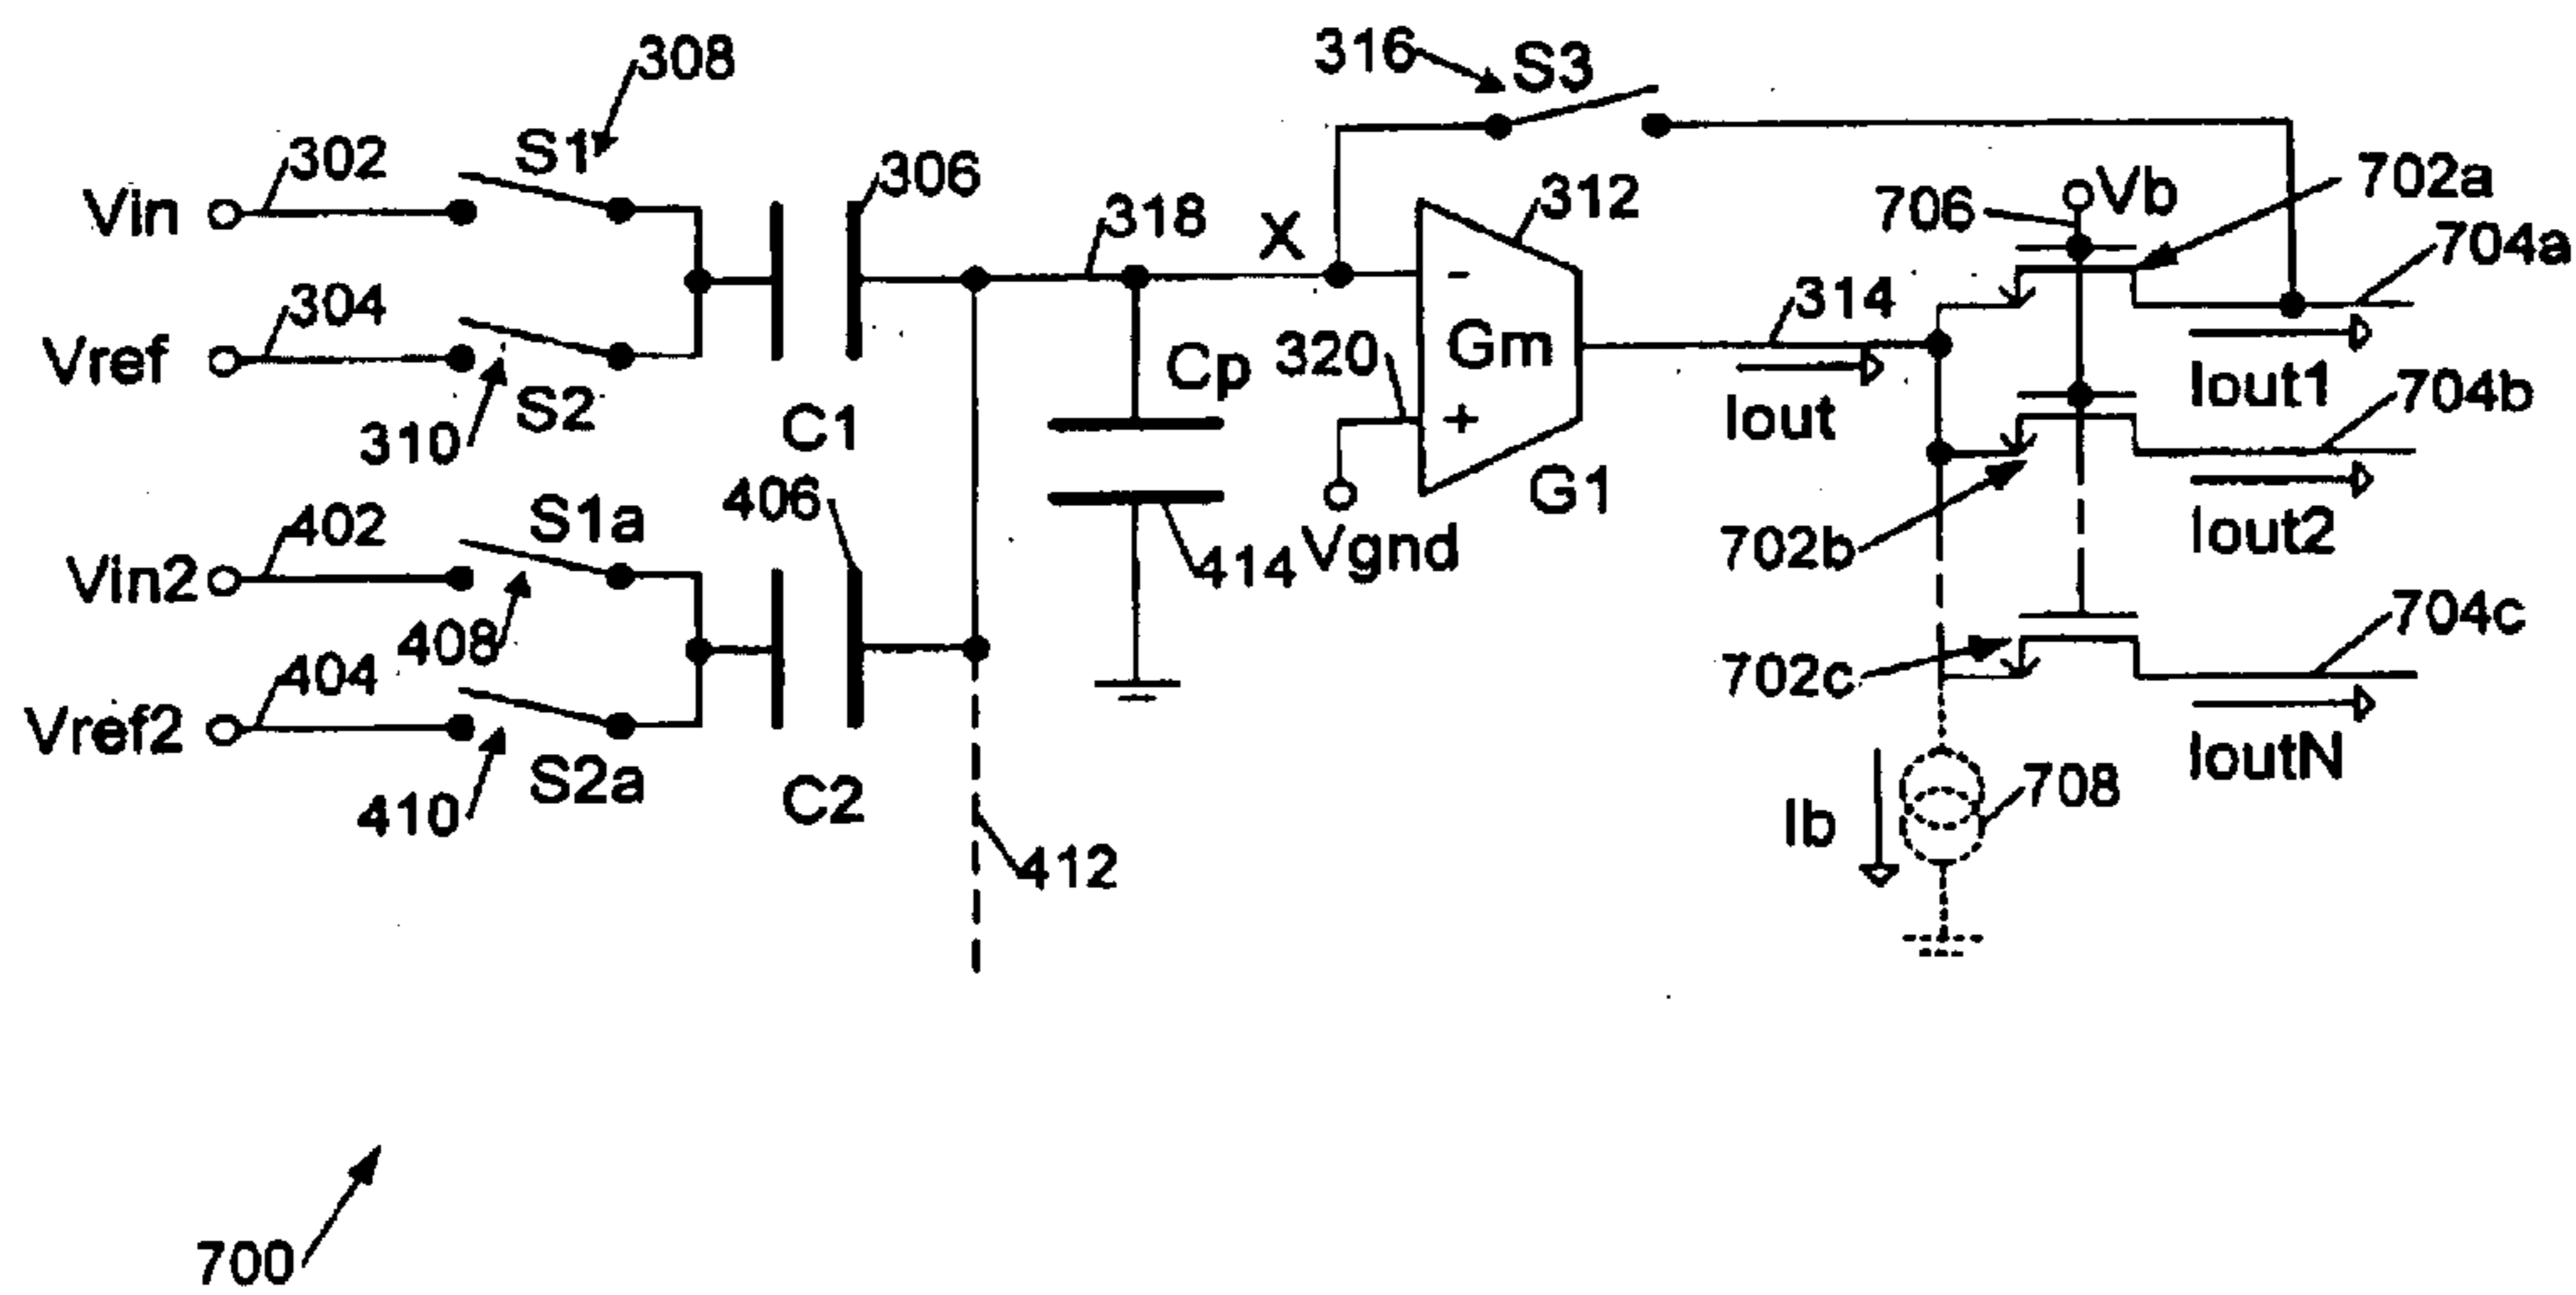 316 S3
308
S1
302
Vin
306
318
X
312
706
Vb
702a
704a
304
Vref
S2
310
C1
Cp
320
Gm
-
+
G1
Vgnd
314
Iout
Iout1
704b
702b
Iout2
402
Vin2
S1a
408
406
414
404
Vref2
S2a
410
C2
412
702c
704c
IoutN
Ib
708
700